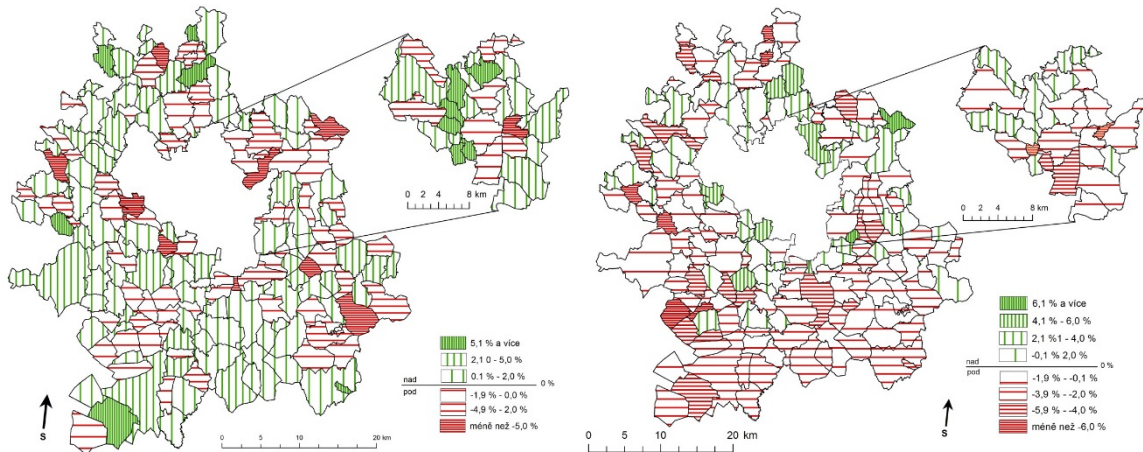 0 2 4 8 km
5,1 % a více
2,1 0 - 5,0 %
0.1 % - 2,0 %
nad
0 %
pod
-1,9 % - 0,0 %
-4,9 % - 2,0 %
méně než -5,0 %
S
0 5 10 20 km
0 2 4 8 km
6,1 % a více
4,1 % - 6,0 %
2,1 %1 - 4,0 %
-0,1 % 2,0 %
nad
0 %
pod
-1,9 % - -0,1 %
-3,9 % - -2,0 %
-5,9 % - -4,0 %
méně než -6,0 %
S
0 5 10 20 km